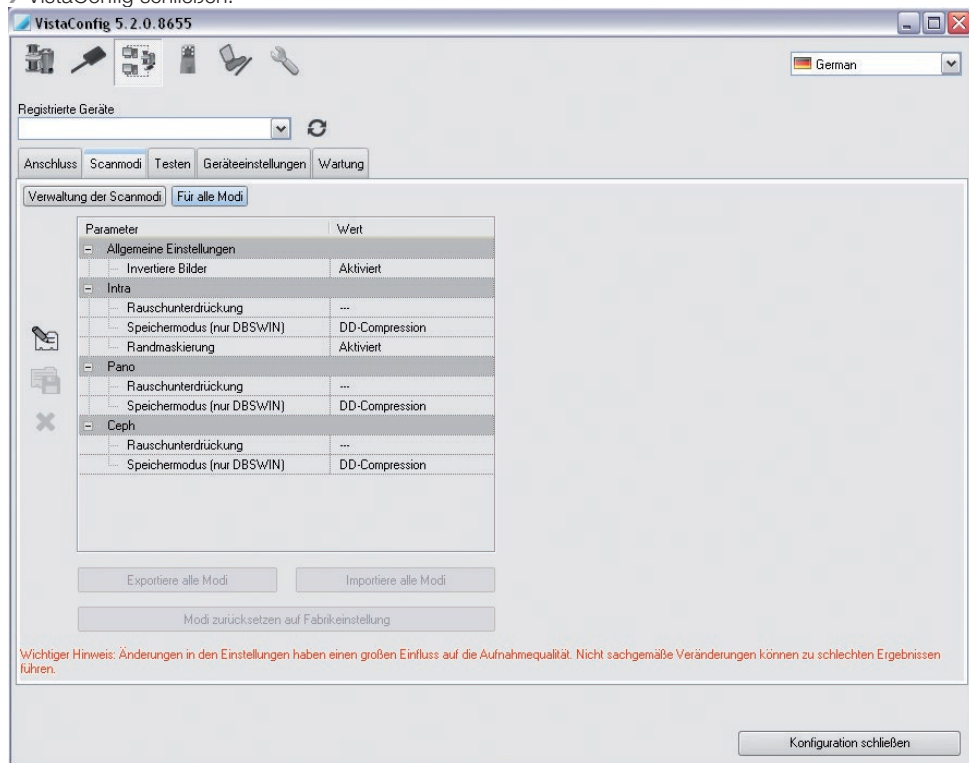 VistaConfig schließen.
VistaConfig 5.2.0.8655
German
Registrierte Geräte
Anschluss Scanmodi Testen Geräteeinstellungen Wartung
Verwaltung der Scanmodi Für alle Modi
Parameter Wert
Allgemeine Einstellungen
Invertiere Bilder Aktiviert
Intra
Rauschunterdrückung ---
Speichermodus (nur DBSWIN) DD-Compression
Randmaskierung Aktiviert
Pano
Rauschunterdrückung ---
Speichermodus (nur DBSWIN) DD-Compression
Ceph
Rauschunterdrückung ---
Speichermodus (nur DBSWIN) DD-Compression
Exportiere alle Modi Importiere alle Modi
Modi zurücksetzen auf Fabrikeinstellung
Wichtiger Hinweis: Änderungen in den Einstellungen haben einen großen Einfluss auf die Aufnahmequalität. Nicht sachgemäße Veränderungen können zu schlechten Ergebnissen
führen.
Konfiguration schließen